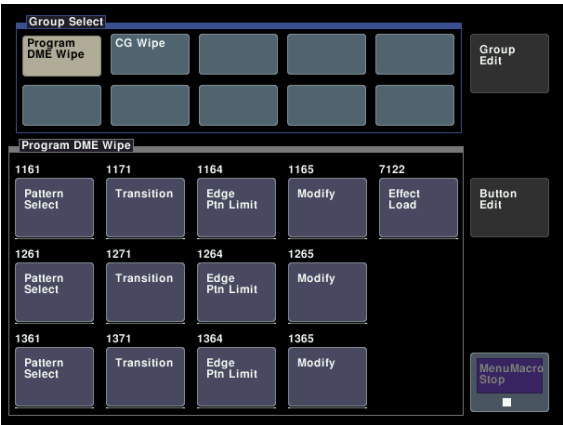 Group Select
Program
DME Wipe
CG Wipe
Group
Edit
Program DME Wipe
1161
1171
1164
1165
7122
Pattern
Select
Transition
Edge
Ptn Limit
Modify
Effect
Load
Button
Edit
1261
1271
1264
1265
Pattern
Select
Transition
Edge
Ptn Limit
Modify
1361
1371
1364
1365
Pattern
Select
Transition
Edge
Ptn Limit
Modify
MenuMacro
Stop